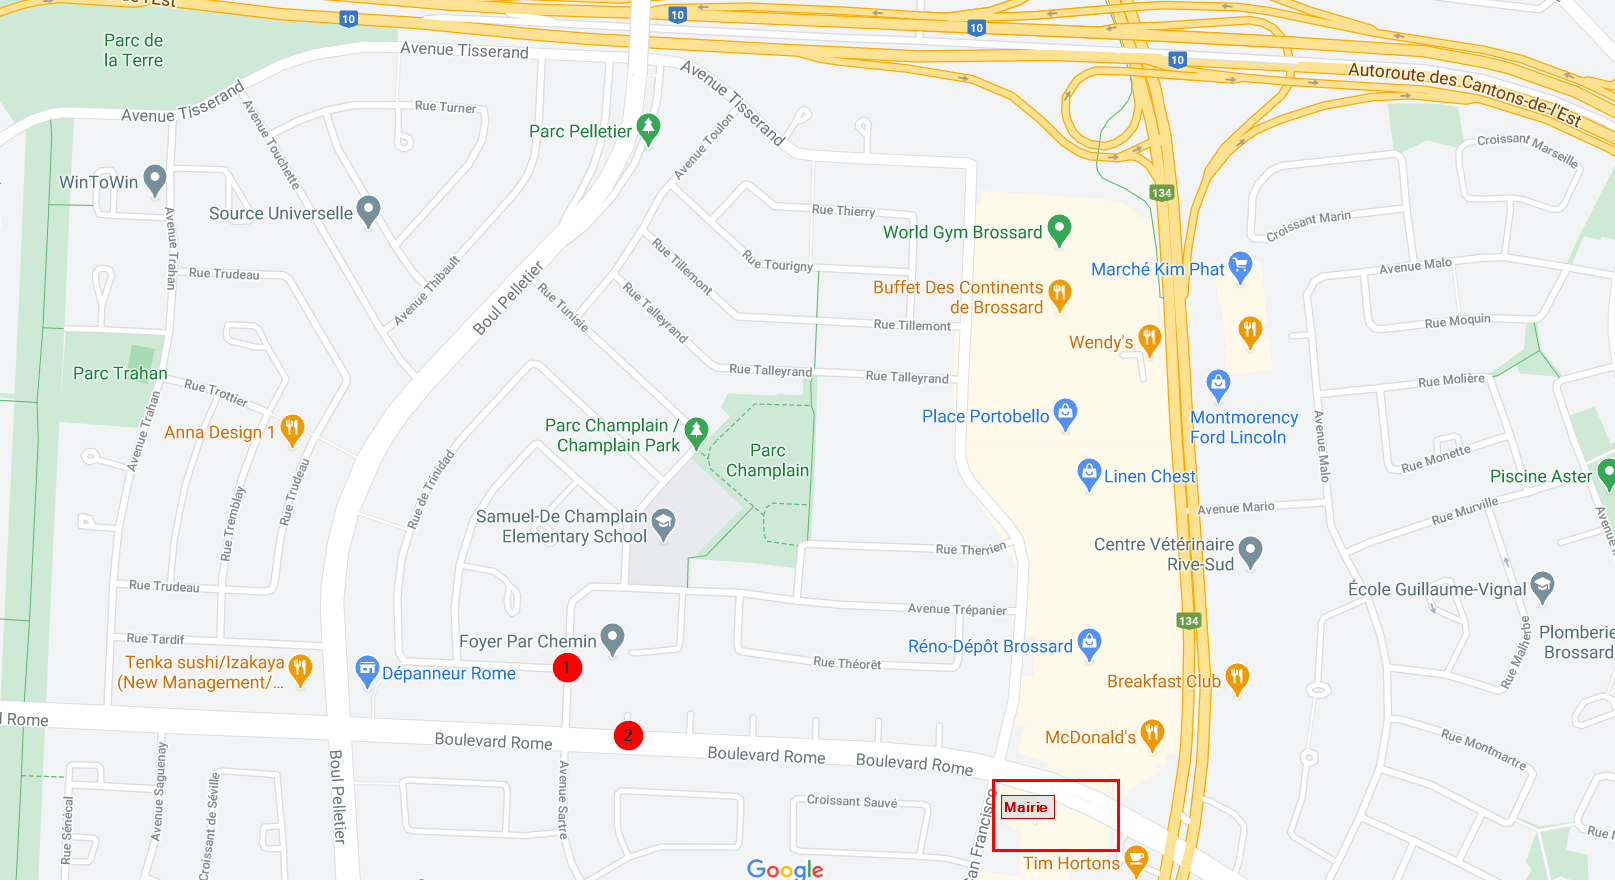 de l'Est
10
10
10
10
Parc de
la Terre
Avenue Tisserand
Avenue Tisserand
Avenue Tisserand
Autoroute des Cantons-de-l'Est
Rue Turner
Avenue Touchette
Parc Pelletier
Avenue Toulon
Croissant Marseille
WinToWin
Source Universelle
134
Rue Thierry
Croissant Marin
World Gym Brossard
Avenue Trahan
Rue Trudeau
Avenue Thibault
Boul Pelletier
Rue Tillemont
Rue Tourigny
Marché Kim Phat
Avenue Malo
Buffet Des Continents
de Brossard
Rue Tunisie
Rue Talleyrand
Rue Tillemont
Wendy's
Rue Moquin
Parc Trahan
Rue Talleyrand
Rue Talleyrand
Rue Molière
Rue Trottier
Avenue Trahan
Anna Design 1
Parc Champlain /
Champlain Park
Place Portobello
Montmorency
Ford Lincoln
Avenue Malo
Parc
Champlain
Rue Monette
Rue de Trinidad
Rue Trudeau
Rue Tremblay
Linen Chest
Piscine Aster
Samuel-De Champlain
Elementary School
Avenue Mario
Rue Murville
Avenue
Rue Therrien
Centre Vétérinaire
Rive-Sud
Rue Trudeau
École Guillaume-Vignal
Avenue Trépanier
134
Rue Tardif
Foyer Par Chemin
Réno-Dépôt Brossard
Rue Malherbe
Plomberie
Brossard
Tenka sushi/Izakaya
(New Management/...
Dépanneur Rome
1
Rue Théorêt
Breakfast Club
Rome
Boulevard Rome
2
Boulevard Rome
Boulevard Rome
McDonald's
Rue Montmartre
Boul Pelletier
Avenue Saguenay
Croissant de Séville
Rue Sénécal
Avenue Sartre
Croissant Sauvé
Francisco
Mairie
Rue
Google
Tim Hortons